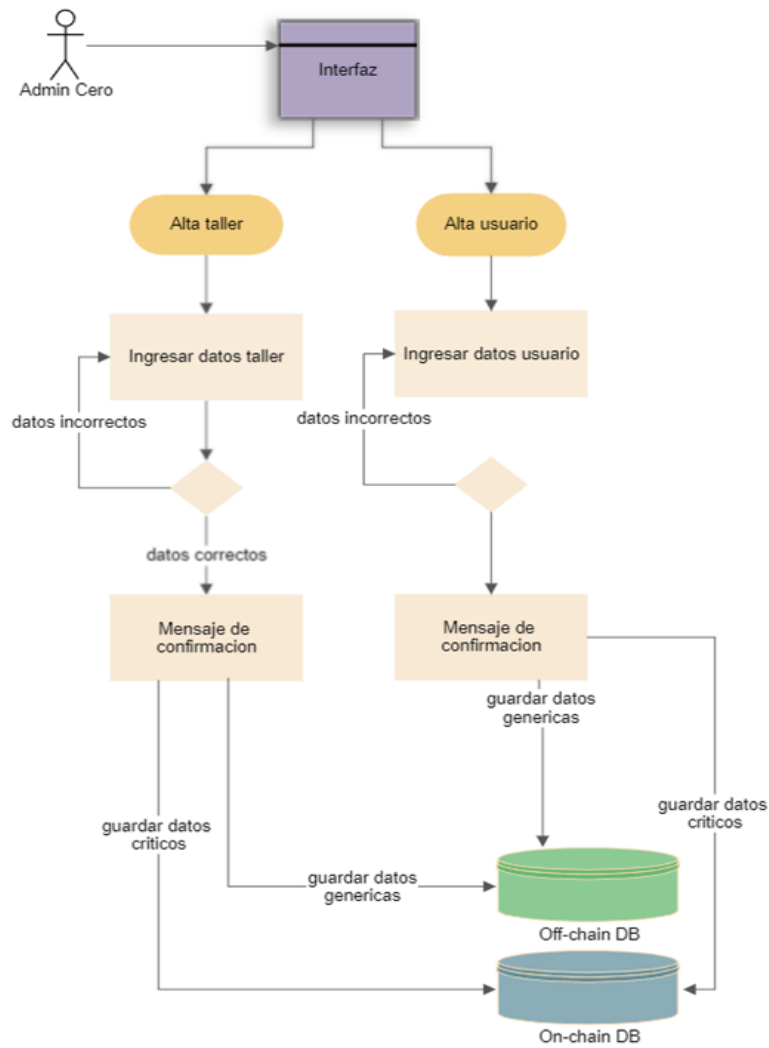 Admin Cero
Interfaz
Alta taller
Alta usuario
Ingresar datos taller
Ingresar datos usuario
datos incorrectos
datos incorrectos
datos correctos
Mensaje de
confirmacion
Mensaje de
confirmacion
guardar datos
genericas
guardar datos
criticos
guardar datos
criticos
guardar datos
genericas
Off-chain DB
On-chain DB